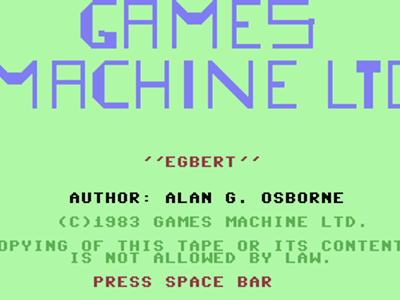 GAMES
MACHINE LTD
´´EGBERT´´
AUTHOR: ALAN G. OSBORNE
(C)1983 GAMES MACHINE LTD.
OPYING OF THIS TAPE OR ITS CONTENT
IS NOT ALLOWED BY LAW.
PRESS SPACE BAR